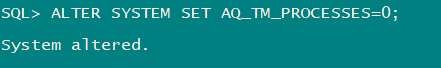 SQL> ALTER SYSTEM SET AQ_TM_PROCESSES=0;
System altered.